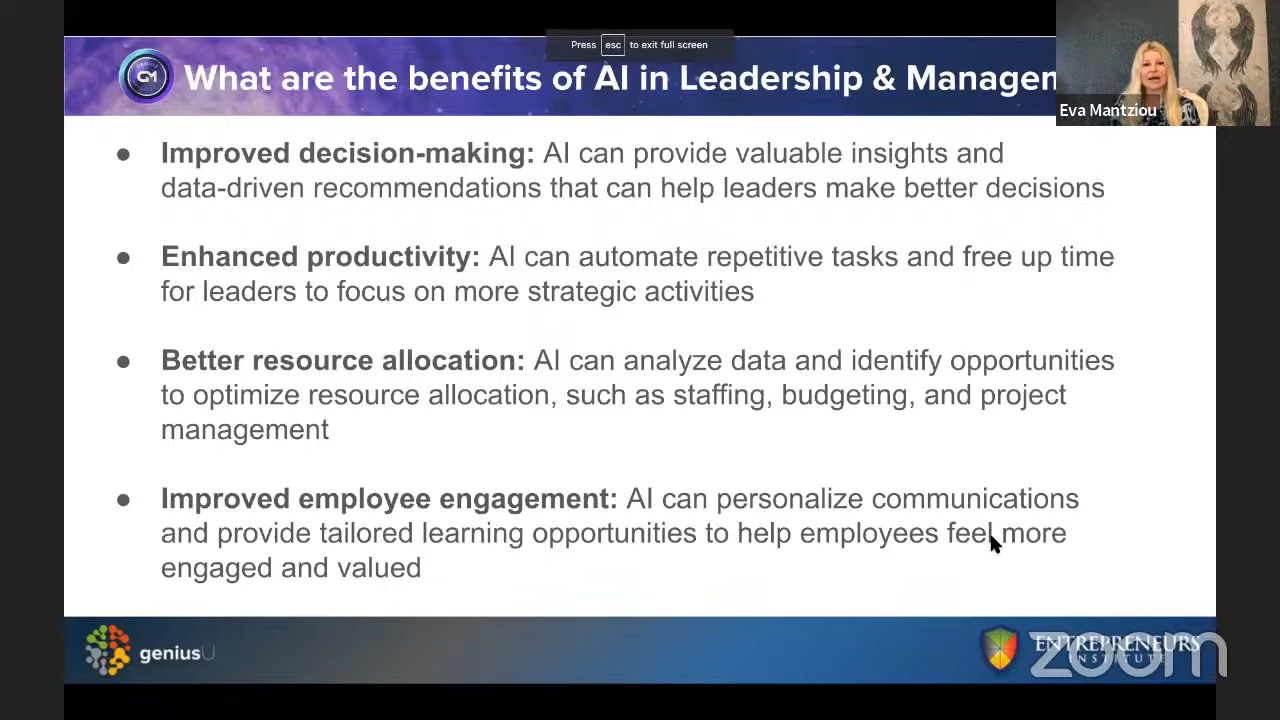 Press esc to exit full screen
What are the benefits of AI in Leadership & Managem
Eva Mantziou
● Improved decision-making: AI can provide valuable insights and
data-driven recommendations that can help leaders make better decisions
● Enhanced productivity: AI can automate repetitive tasks and free up time
for leaders to focus on more strategic activities
● Better resource allocation: AI can analyze data and identify opportunities
to optimize resource allocation, such as staffing, budgeting, and project
management
● Improved employee engagement: AI can personalize communications
and provide tailored learning opportunities to help employees feel more
engaged and valued
geniusU
ENTREPRENEURS
INSTITUTE
zoom